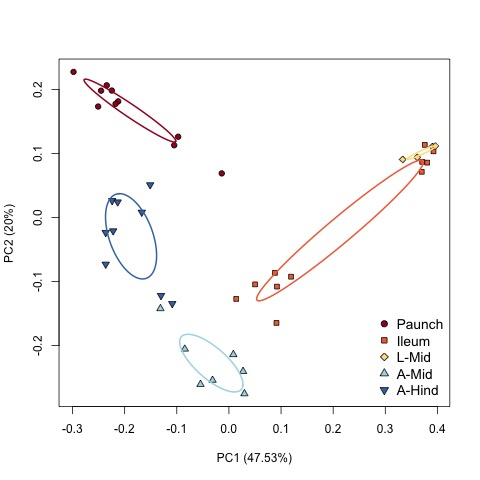 0.2
0.1
0.0
-0.1
-0.2
PC2 (20%)
Paunch
Ileum
L-Mid
A-Mid
A-Hind
-0.3 -0.2 -0.1 0.0 0.1 0.2 0.3 0.4
PC1 (47.53%)